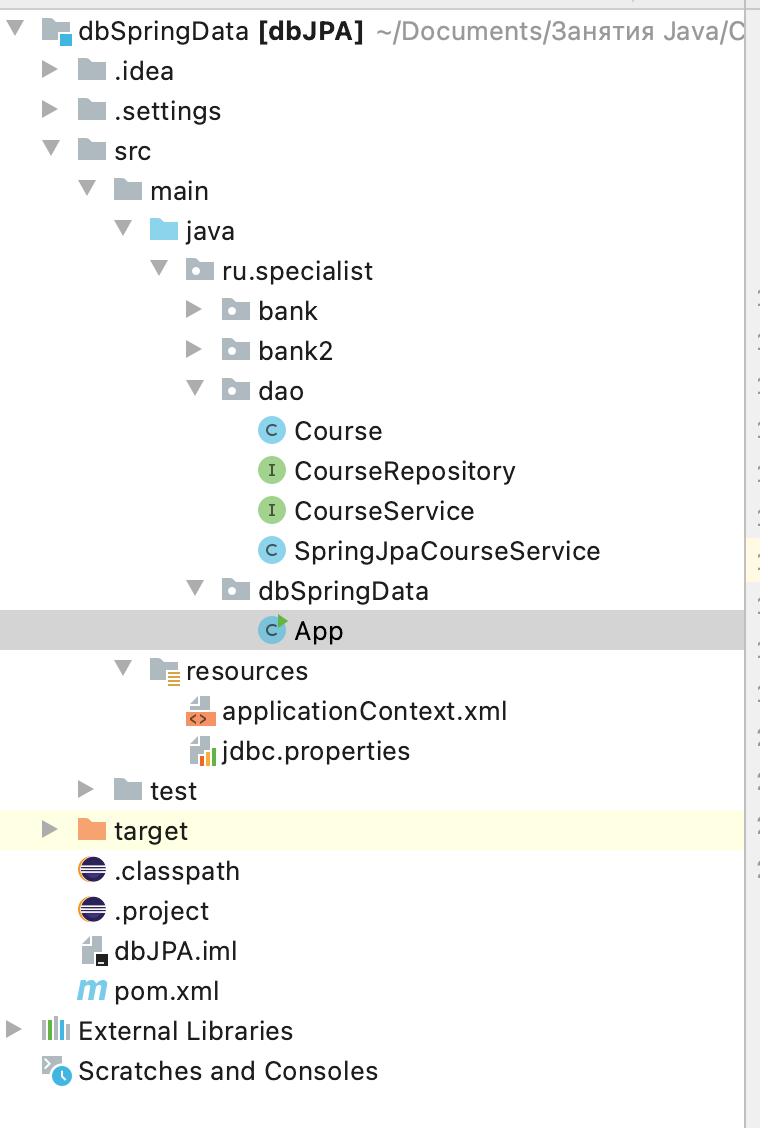 dbSpringData [dbJPA] ~/Documents/Занятия Java/C
.idea
.settings
src
main
java
ru.specialist
bank
bank2
dao
Course
CourseRepository
CourseService
SpringJpaCourseService
dbSpringData
App
resources
applicationContext.xml
jdbc.properties
test
target
.classpath
.project
dbJPA.iml
pom.xml
External Libraries
Scratches and Consoles